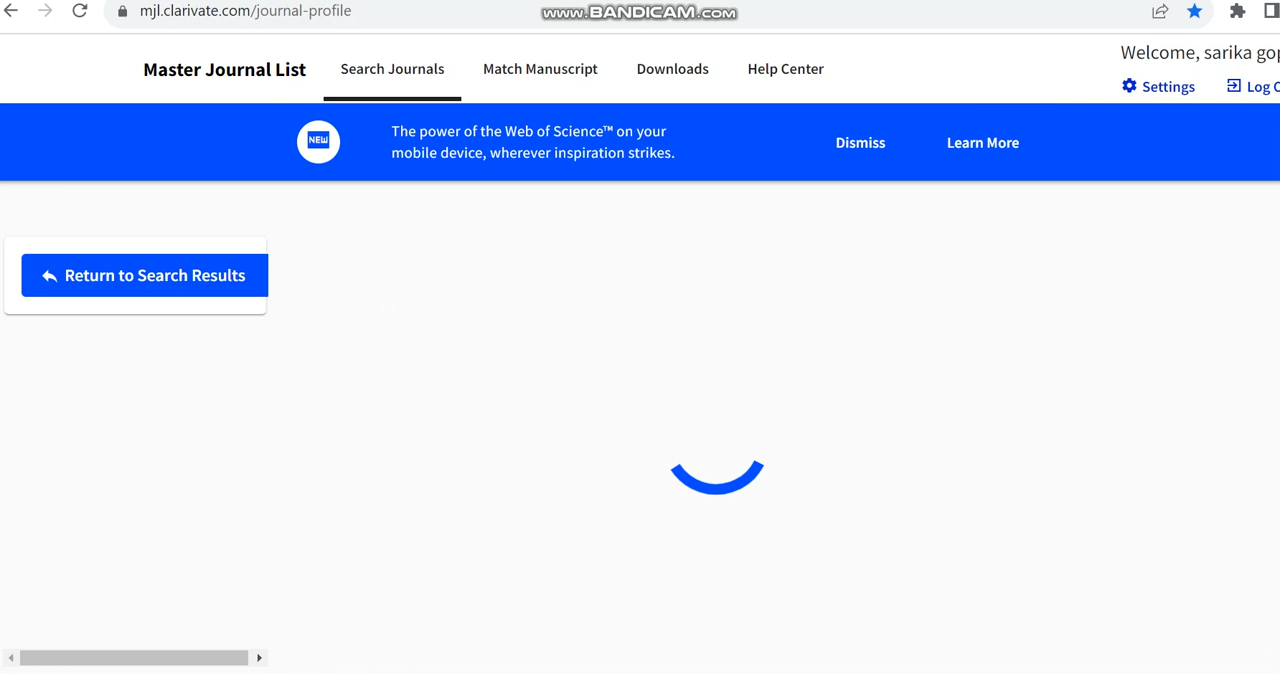 mjl.clarivate.com/journal-profile
www.BANDICAM.com
Master Journal List
Search Journals
Match Manuscript
Downloads
Help Center
Welcome, sarika gop
Settings
Log O
NEW
The power of the Web of Science™ on your
mobile device, wherever inspiration strikes.
Dismiss
Learn More
Return to Search Results